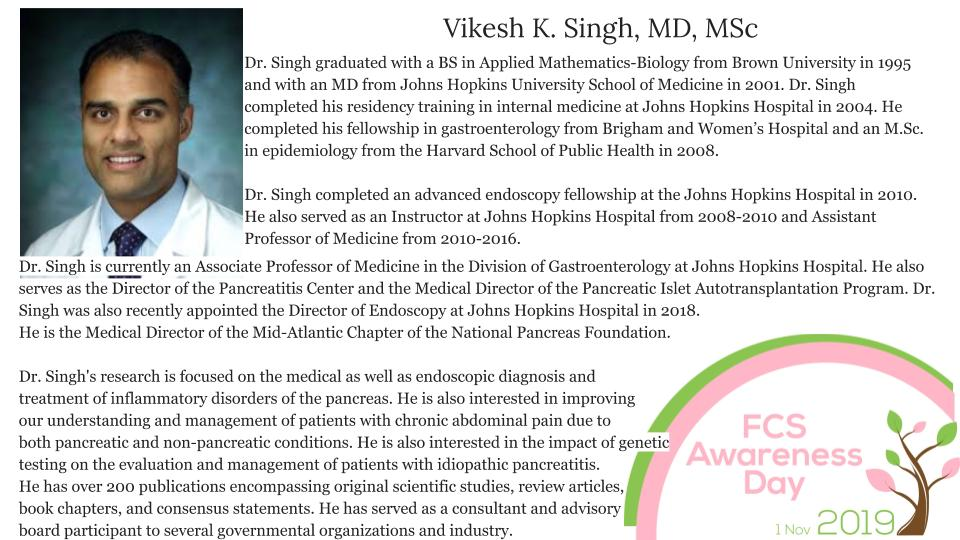 Vikesh K. Singh, MD, MSc
Dr. Singh graduated with a BS in Applied Mathematics-Biology from Brown University in 1995
and with an MD from Johns Hopkins University School of Medicine in 2001. Dr. Singh
completed his residency training in internal medicine at Johns Hopkins Hospital in 2004. He
completed his fellowship in gastroenterology from Brigham and Women's Hospital and an M.Sc.
in epidemiology from the Harvard School of Public Health in 2008.
Dr. Singh completed an advanced endoscopy fellowship at the Johns Hopkins Hospital in 2010.
He also served as an Instructor at Johns Hopkins Hospital from 2008-2010 and Assistant
Professor of Medicine from 2010-2016.
Dr. Singh is currently an Associate Professor of Medicine in the Division of Gastroenterology at Johns Hopkins Hospital. He also
serves as the Director of the Pancreatitis Center and the Medical Director of the Pancreatic Islet Autotransplantation Program. Dr.
Singh was also recently appointed the Director of Endoscopy at Johns Hopkins Hospital in 2018.
He is the Medical Director of the Mid-Atlantic Chapter of the National Pancreas Foundation.
Dr. Singh's research is focused on the medical as well as endoscopic diagnosis and
treatment of inflammatory disorders of the pancreas. He is also interested in improving
our understanding and management of patients with chronic abdominal pain due to
both pancreatic and non-pancreatic conditions. He is also interested in the impact of genetic
testing on the evaluation and management of patients with idiopathic pancreatitis.
He has over 200 publications encompassing original scientific studies, review articles,
book chapters, and consensus statements. He has served as a consultant and advisory
board participant to several governmental organizations and industry.
FCS
Awareness
Day
1 Nov 2019